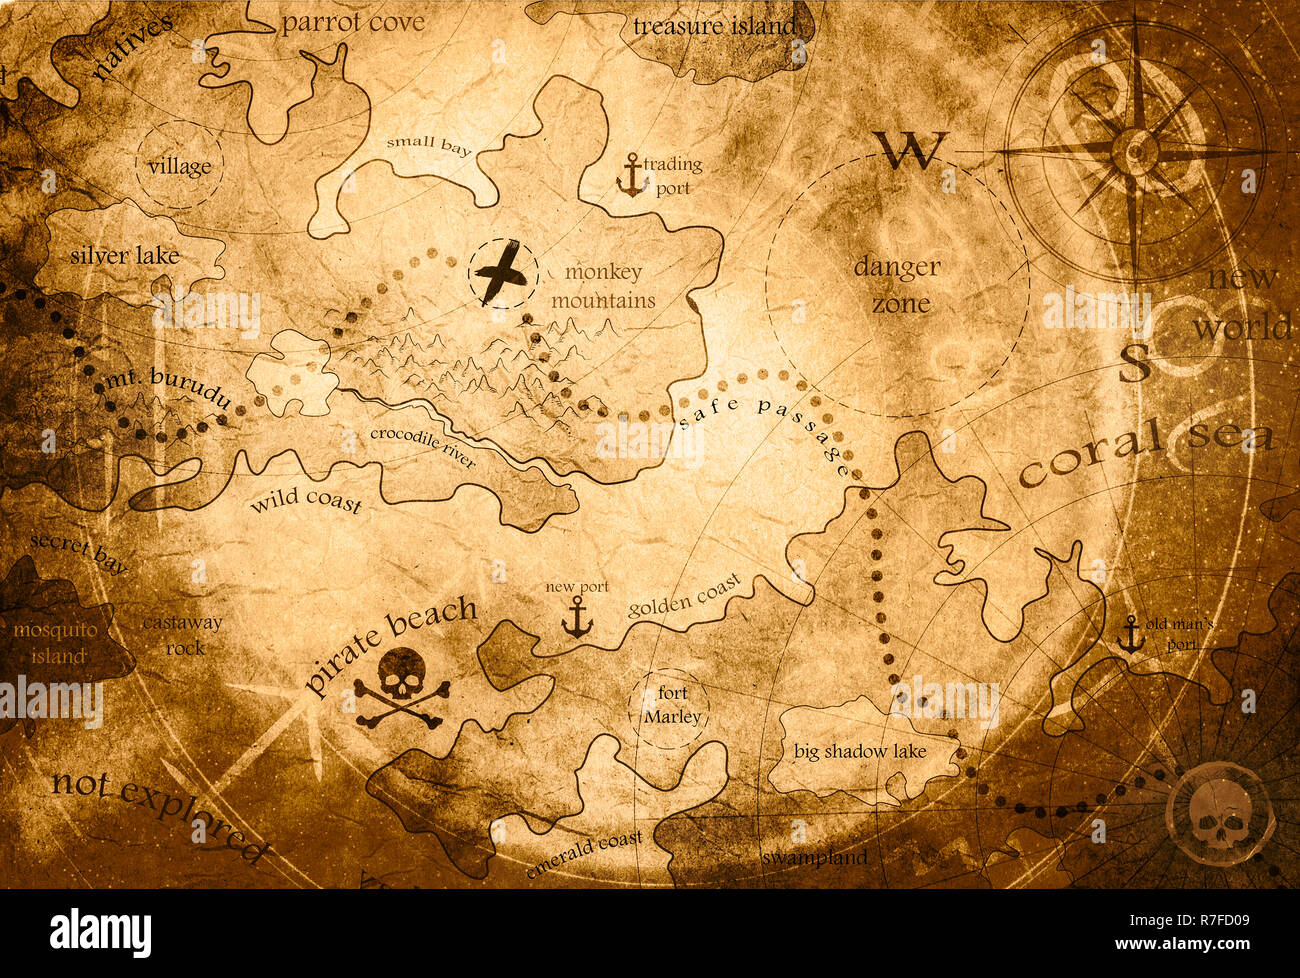 natives
parrot cove
treasure island
small bay
village
trading
port
W
silver lake
monkey
mountains
danger
zone
new
world
S
mt. burudu
safe passage
crocodile river
coral sea
wild coast
secret bay
new port
golden coast
pirate beach
mosquito
island
castaway
rock
old man's
port
fort
Marley
big shadow lake
not explored
emerald coast
swampland
alamy
Image ID: R7FD09
www.alamy.com